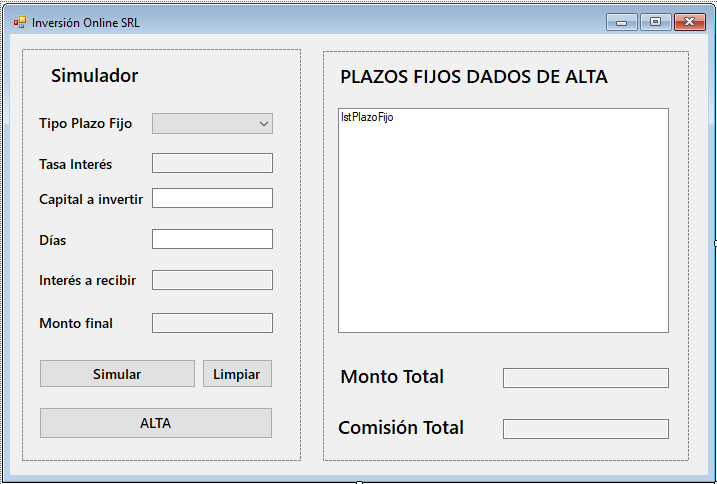 Inversión Online SRL
Simulador
Tipo Plazo Fijo
Tasa Interés
Capital a invertir
Días
Interés a recibir
Monto final
Simular
Limpiar
ALTA
PLAZOS FIJOS DADOS DE ALTA
lstPlazoFijo
Monto Total
Comisión Total